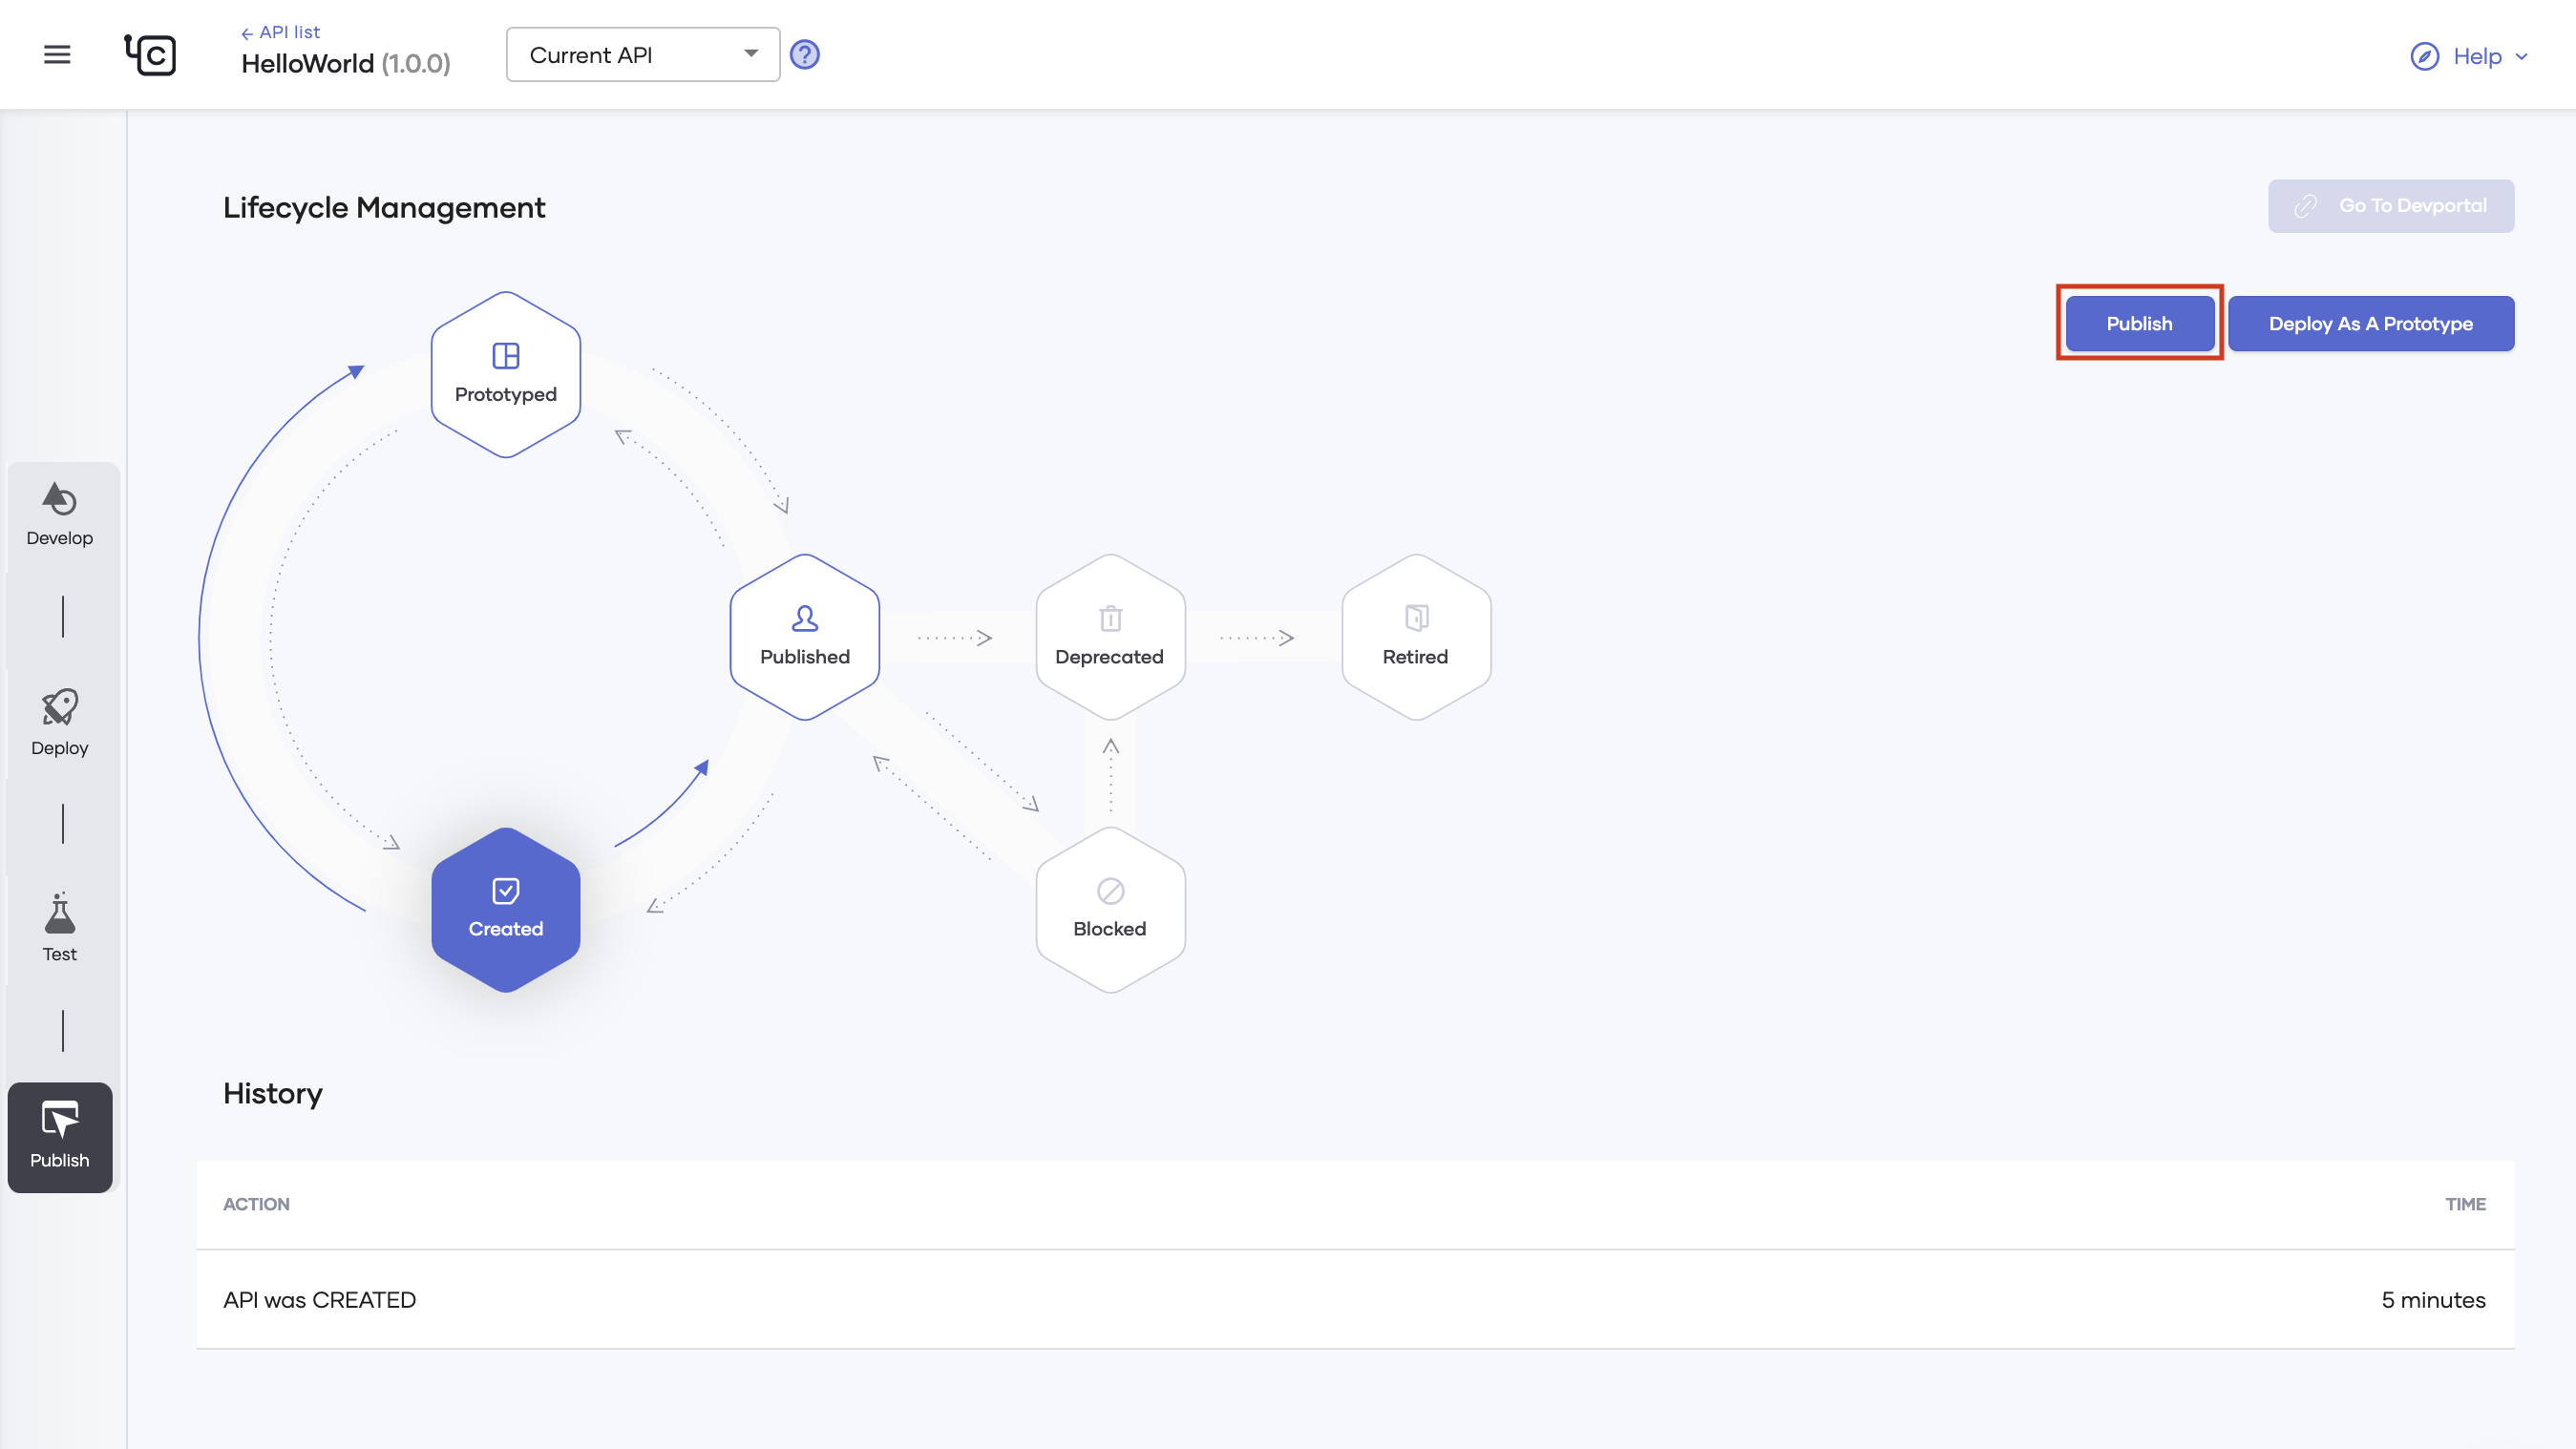 ← API list
HelloWorld (1.0.0)
Current API
?
Help
Lifecycle Management
Go To Devportal
Publish
Deploy As A Prototype
Prototyped
Published
Deprecated
Retired
Created
Blocked
Develop
Deploy
Test
Publish
History
ACTION
TIME
API was CREATED
5 minutes